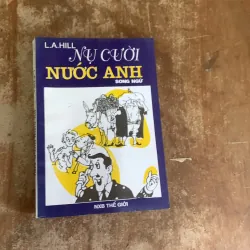 L.A.HILL
NỤ CƯỜI
NƯỚC ANH
SONG NGỮ
NXB THẾ GIỚI